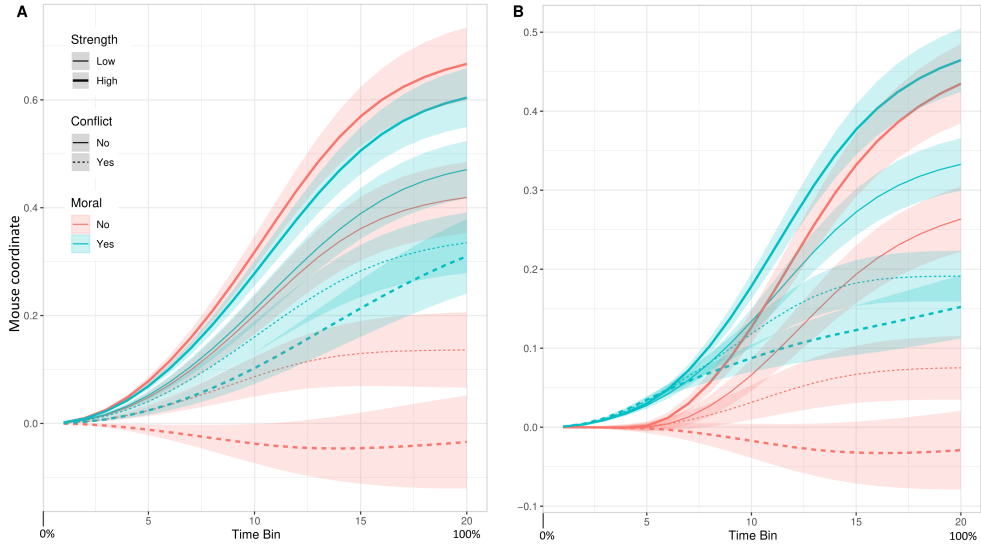 A
Strength
Low
High
Conflict
No
Yes
Moral
No
Yes
Mouse coordinate
0.6
0.4
0.2
0.0
5
10
15
20
0%
Time Bin
100%
B
0.5
0.4
0.3
0.2
0.1
0.0
−0.1
5
10
15
20
0%
Time Bin
100%